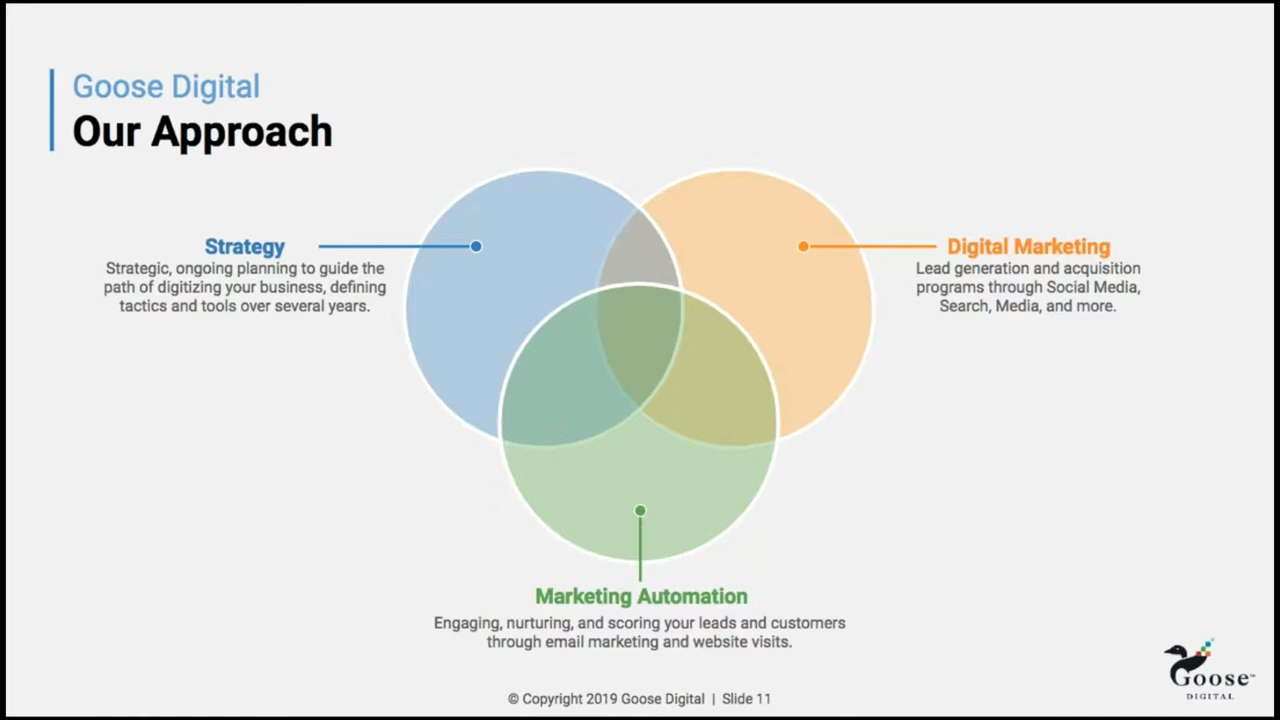 Goose Digital
Our Approach
Strategy
Strategic, ongoing planning to guide the
path of digitizing your business, defining
tactics and tools over several years.
Digital Marketing
Lead generation and acquisition
programs through Social Media,
Search, Media, and more.
Marketing Automation
Engaging, nurturing, and scoring your leads and customers
through email marketing and website visits.
© Copyright 2019 Goose Digital | Slide 11
Goose™
DIGITAL